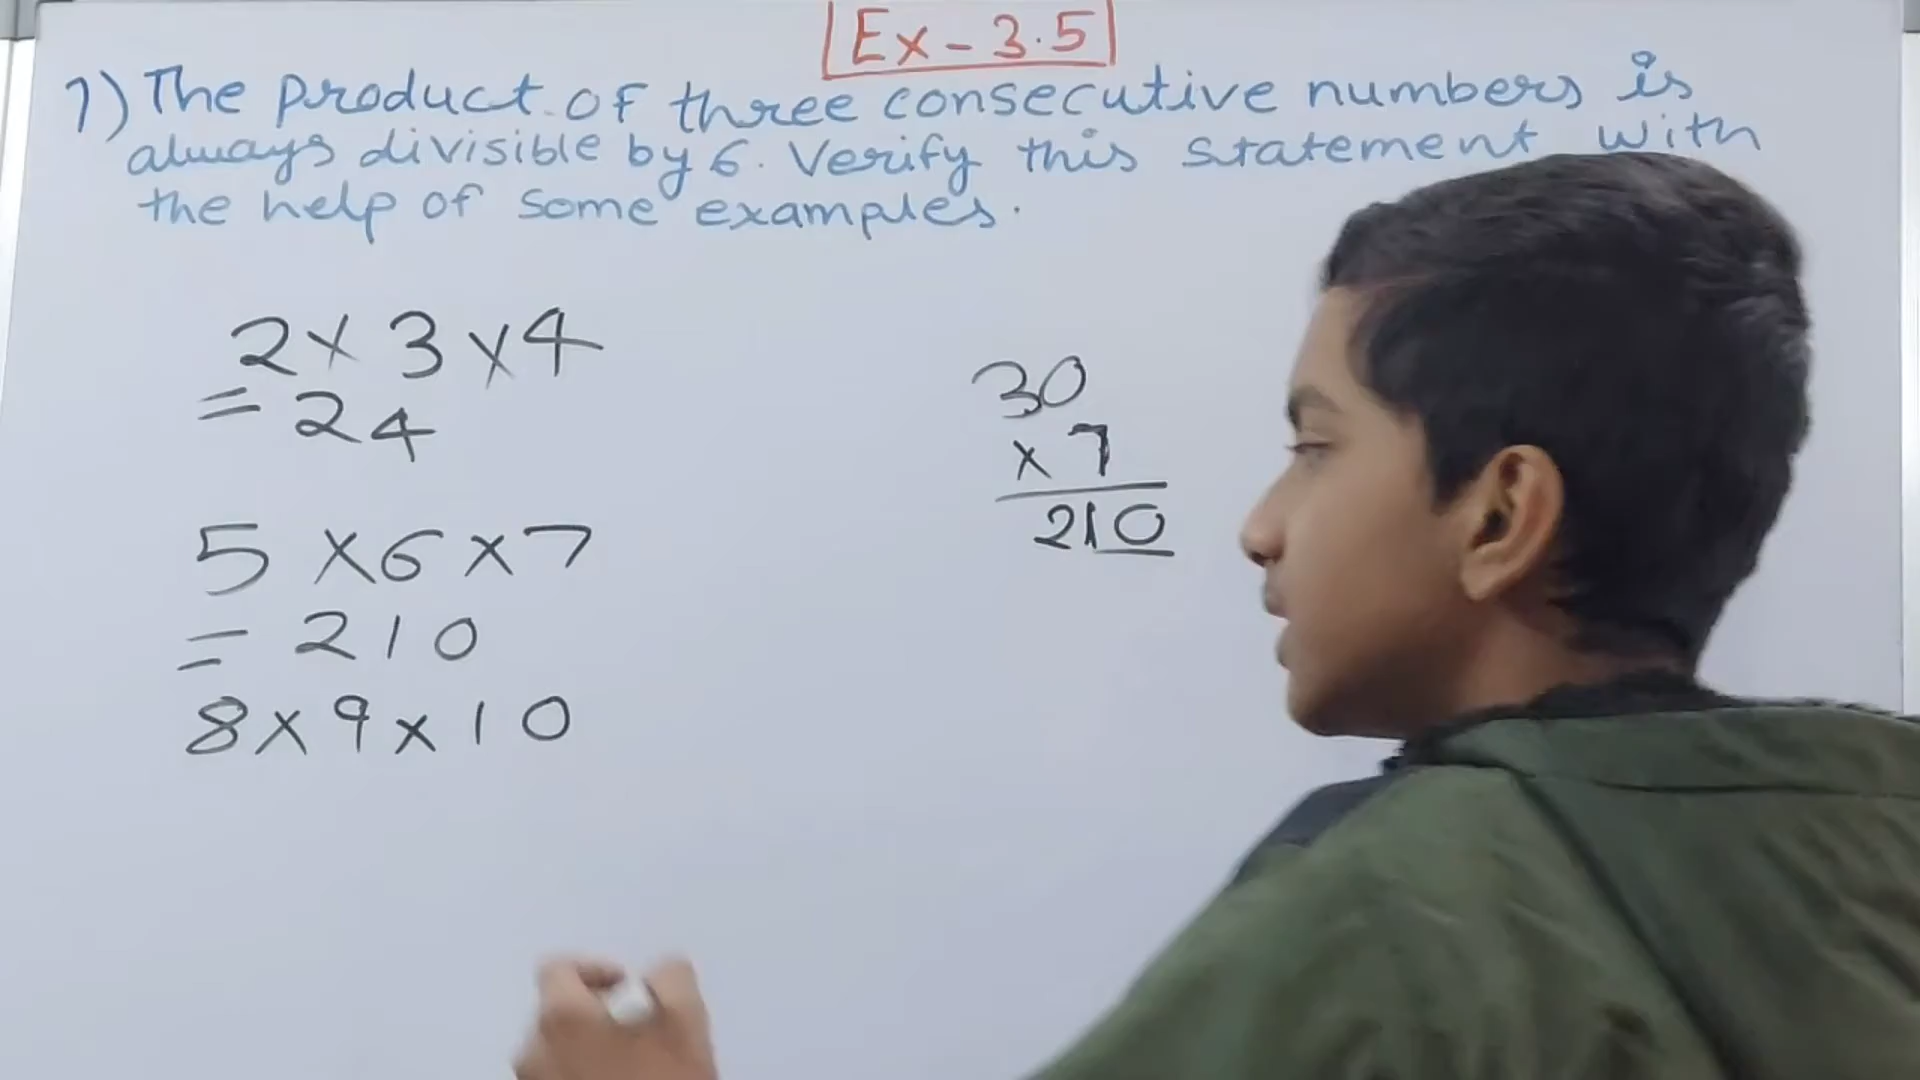 Ex - 3.5
7) The product of three consecutive numbers is
always divisible by 6. Verify this statement with
the help of some examples.
2 x 3 x 4
= 24
5 x 6 x 7
= 210
8 x 9 x 10
30
x 7
210